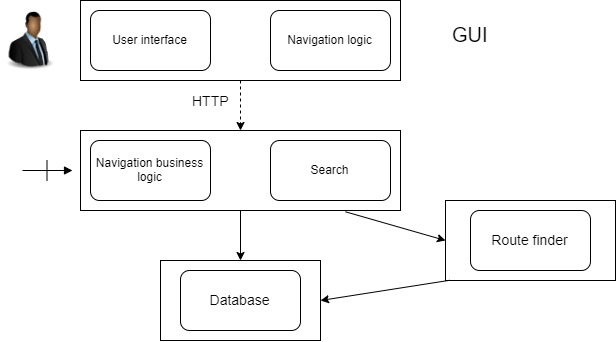 User interface
Navigation logic
GUI
HTTP
Navigation business
logic
Search
Route finder
Database